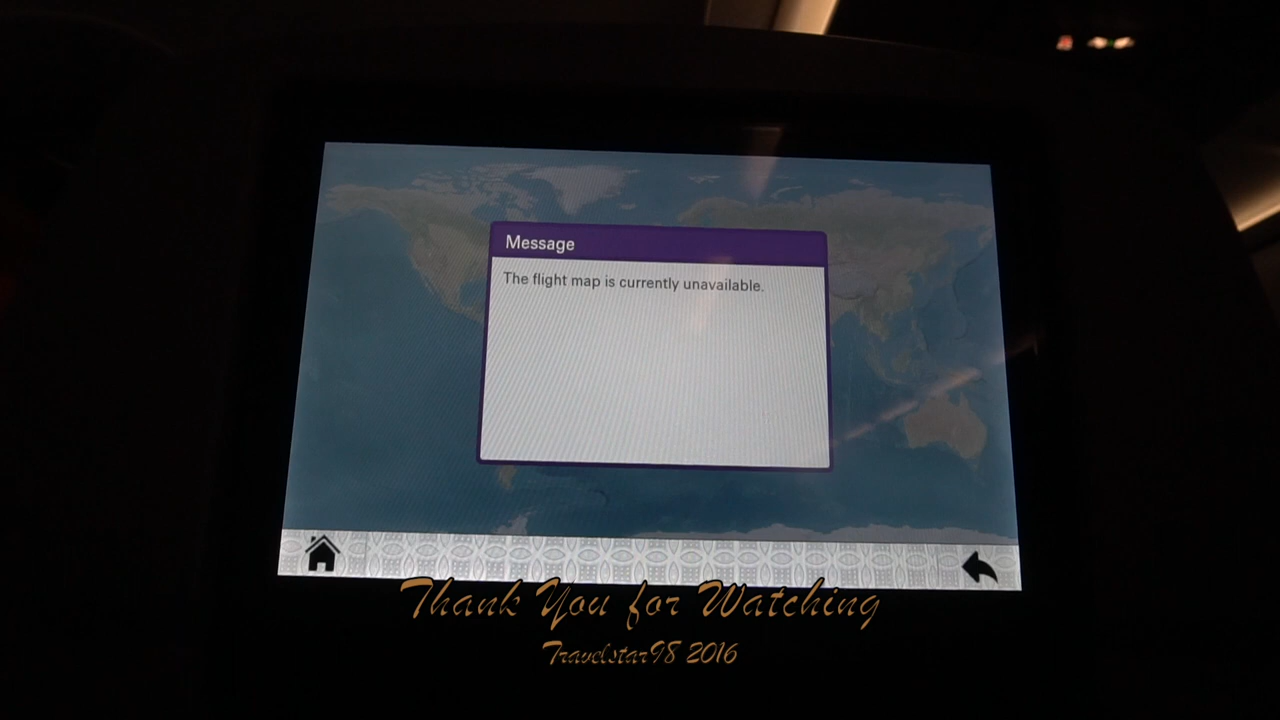 Message
The flight map is currently unavailable.
Thank You for Watching
Travelstar98 2016